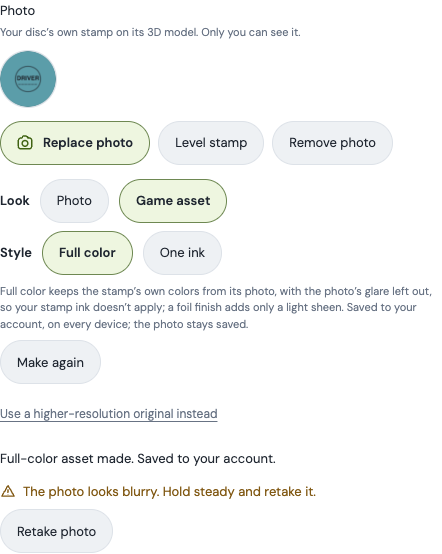 Photo
Your disc’s own stamp on its 3D model. Only you can see it.
DRIVER
Replace photo
Level stamp
Remove photo
Look
Photo
Game asset
Style
Full color
One ink
Full color keeps the stamp’s own colors from its photo, with the photo’s glare left out,
so your stamp ink doesn’t apply; a foil finish adds only a light sheen. Saved to your
account, on every device; the photo stays saved.
Make again
Use a higher-resolution original instead
Full-color asset made. Saved to your account.
The photo looks blurry. Hold steady and retake it.
Retake photo